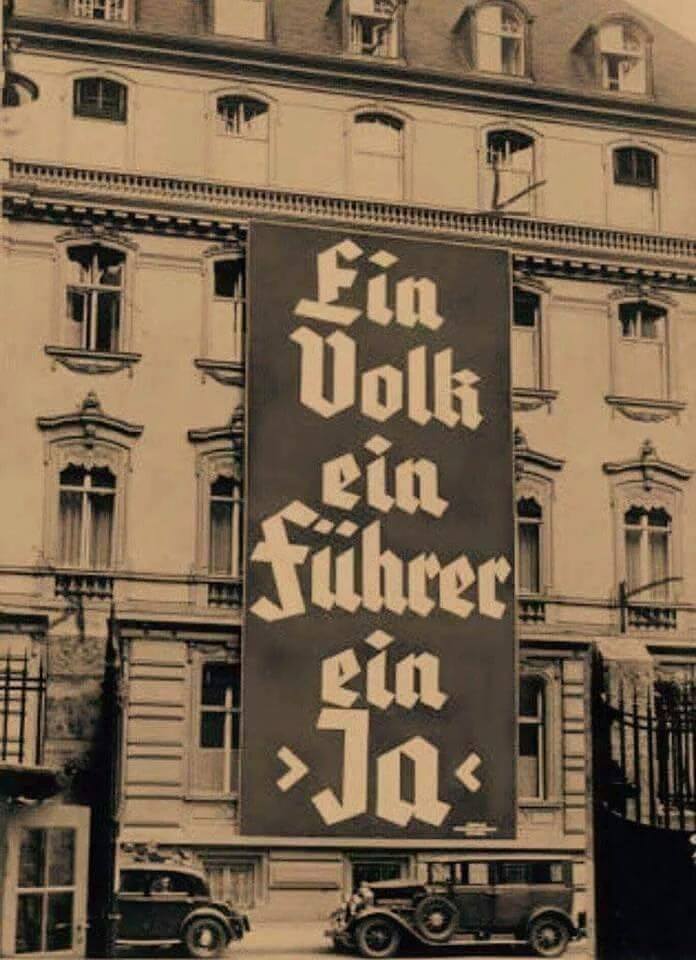 Ein
Volk
ein
Führer
ein
>Ja<